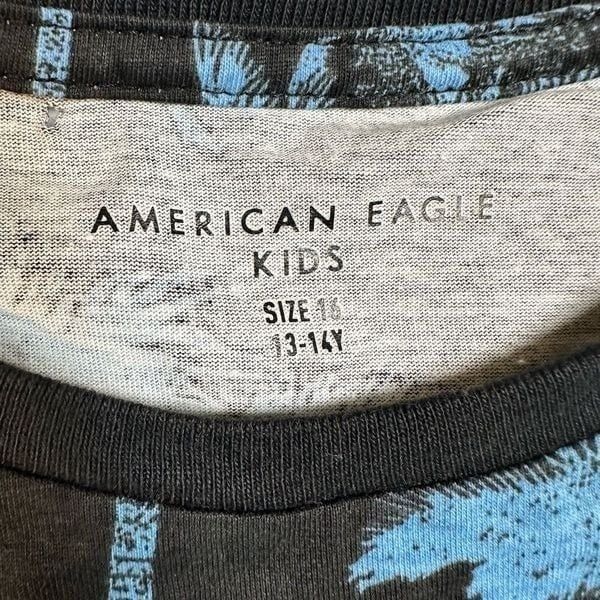 AMERICAN EAGLE
KIDS
SIZE 16
13-14Y